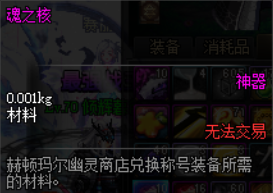 魂之核
装备 消耗品
神器
0.001kg
材料
无法交易
赫顿玛尔幽灵商店兑换称号装备所需
的材料。